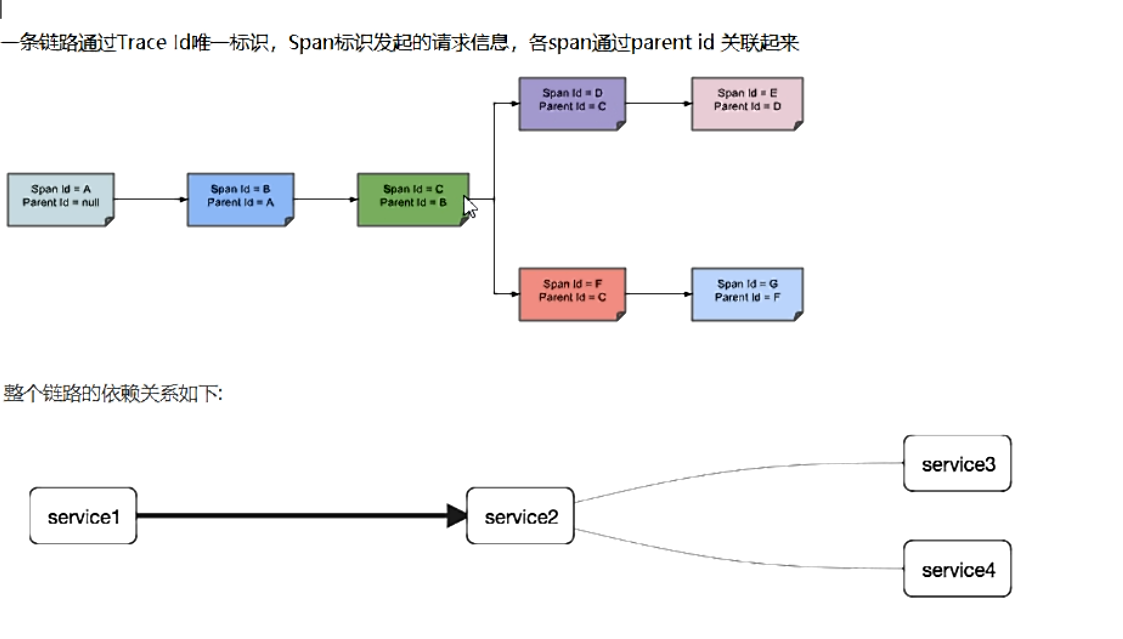 一条链路通过Trace Id唯一标识，Span标识发起的请求信息，各span通过parent id 关联起来
Span Id = D
Parent Id = C
Span Id = E
Parent Id = D
Span Id = A
Parent Id = null
Span Id = B
Parent Id = A
Span Id = C
Parent Id = B
Span Id = F
Parent Id = C
Span Id = G
Parent Id = F
整个链路的依赖关系如下:
service3
service1
service2
service4